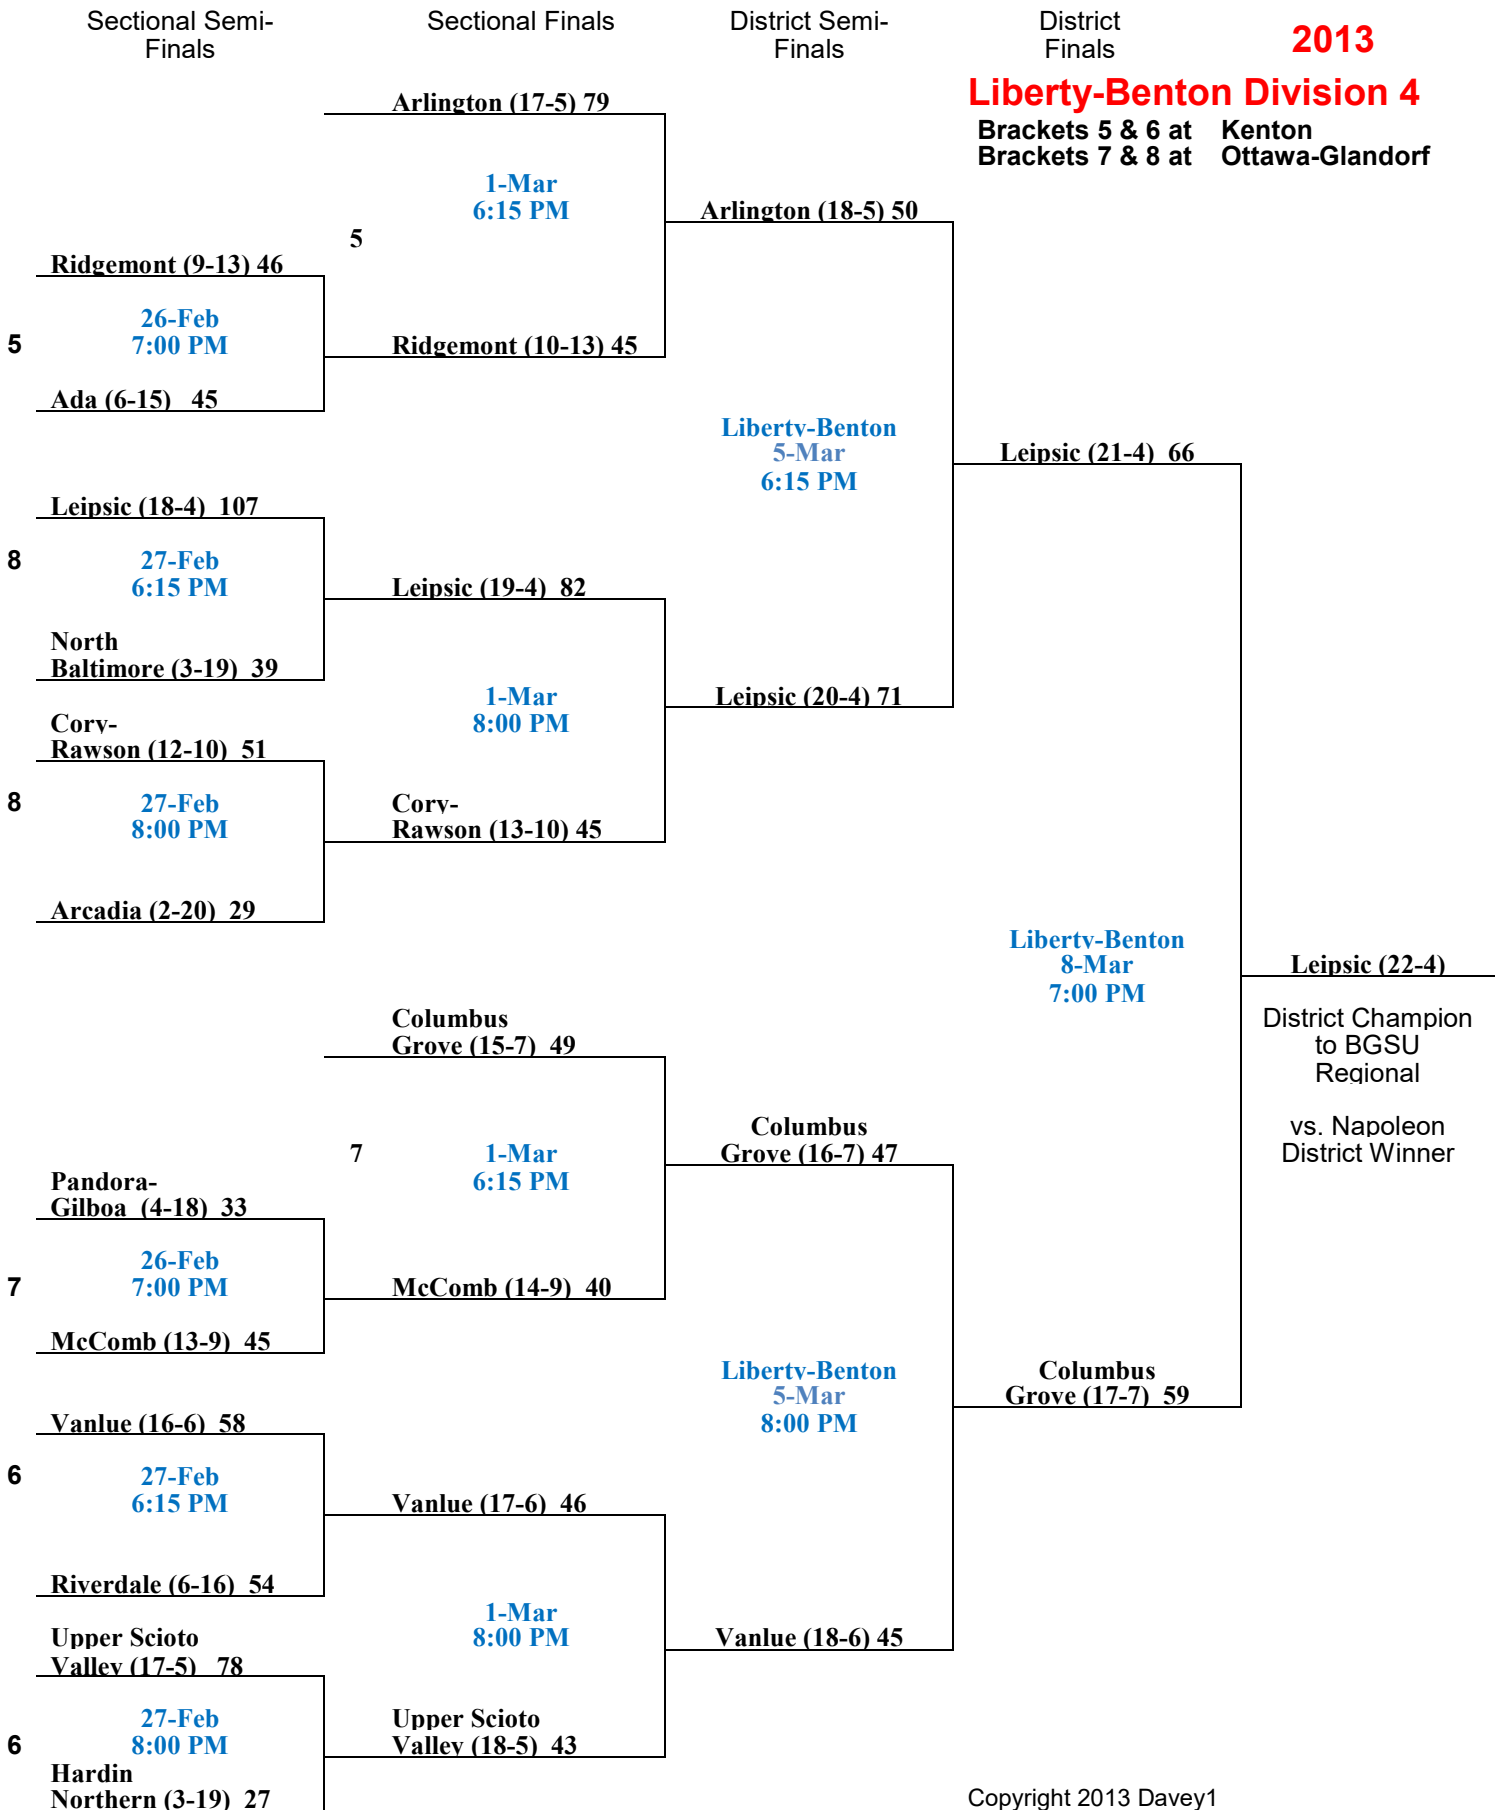 Sectional Semi-
Finals
Sectional Finals
District Semi-
Finals
District
Finals
2013
Liberty-Benton Division 4
Brackets 5 & 6 at Kenton
Brackets 7 & 8 at Ottawa-Glandorf
Arlington (17-5) 79
1-Mar
6:15 PM
Arlington (18-5) 50
5
Ridgemont (9-13) 46
26-Feb
5
7:00 PM
Ridgemont (10-13) 45
Ada (6-15) 45
Liberty-Benton
5-Mar
6:15 PM
Leipsic (21-4) 66
Leipsic (18-4) 107
8
27-Feb
6:15 PM
Leipsic (19-4) 82
North
Baltimore (3-19) 39
1-Mar
8:00 PM
Leipsic (20-4) 71
Cory-
Rawson (12-10) 51
8
27-Feb
8:00 PM
Cory-
Rawson (13-10) 45
Arcadia (2-20) 29
Liberty-Benton
8-Mar
7:00 PM
Leipsic (22-4)
District Champion
to BGSU
Regional
vs. Napoleon
District Winner
Columbus
Grove (15-7) 49
7
1-Mar
6:15 PM
Columbus
Grove (16-7) 47
Pandora-
Gilboa (4-18) 33
26-Feb
7
7:00 PM
McComb (14-9) 40
McComb (13-9) 45
Liberty-Benton
5-Mar
8:00 PM
Columbus
Grove (17-7) 59
Vanlue (16-6) 58
6
27-Feb
6:15 PM
Vanlue (17-6) 46
Riverdale (6-16) 54
1-Mar
8:00 PM
Vanlue (18-6) 45
Upper Scioto
Valley (17-5) 78
27-Feb
6
8:00 PM
Upper Scioto
Valley (18-5) 43
Hardin
Northern (3-19) 27
Copyright 2013 Davey1